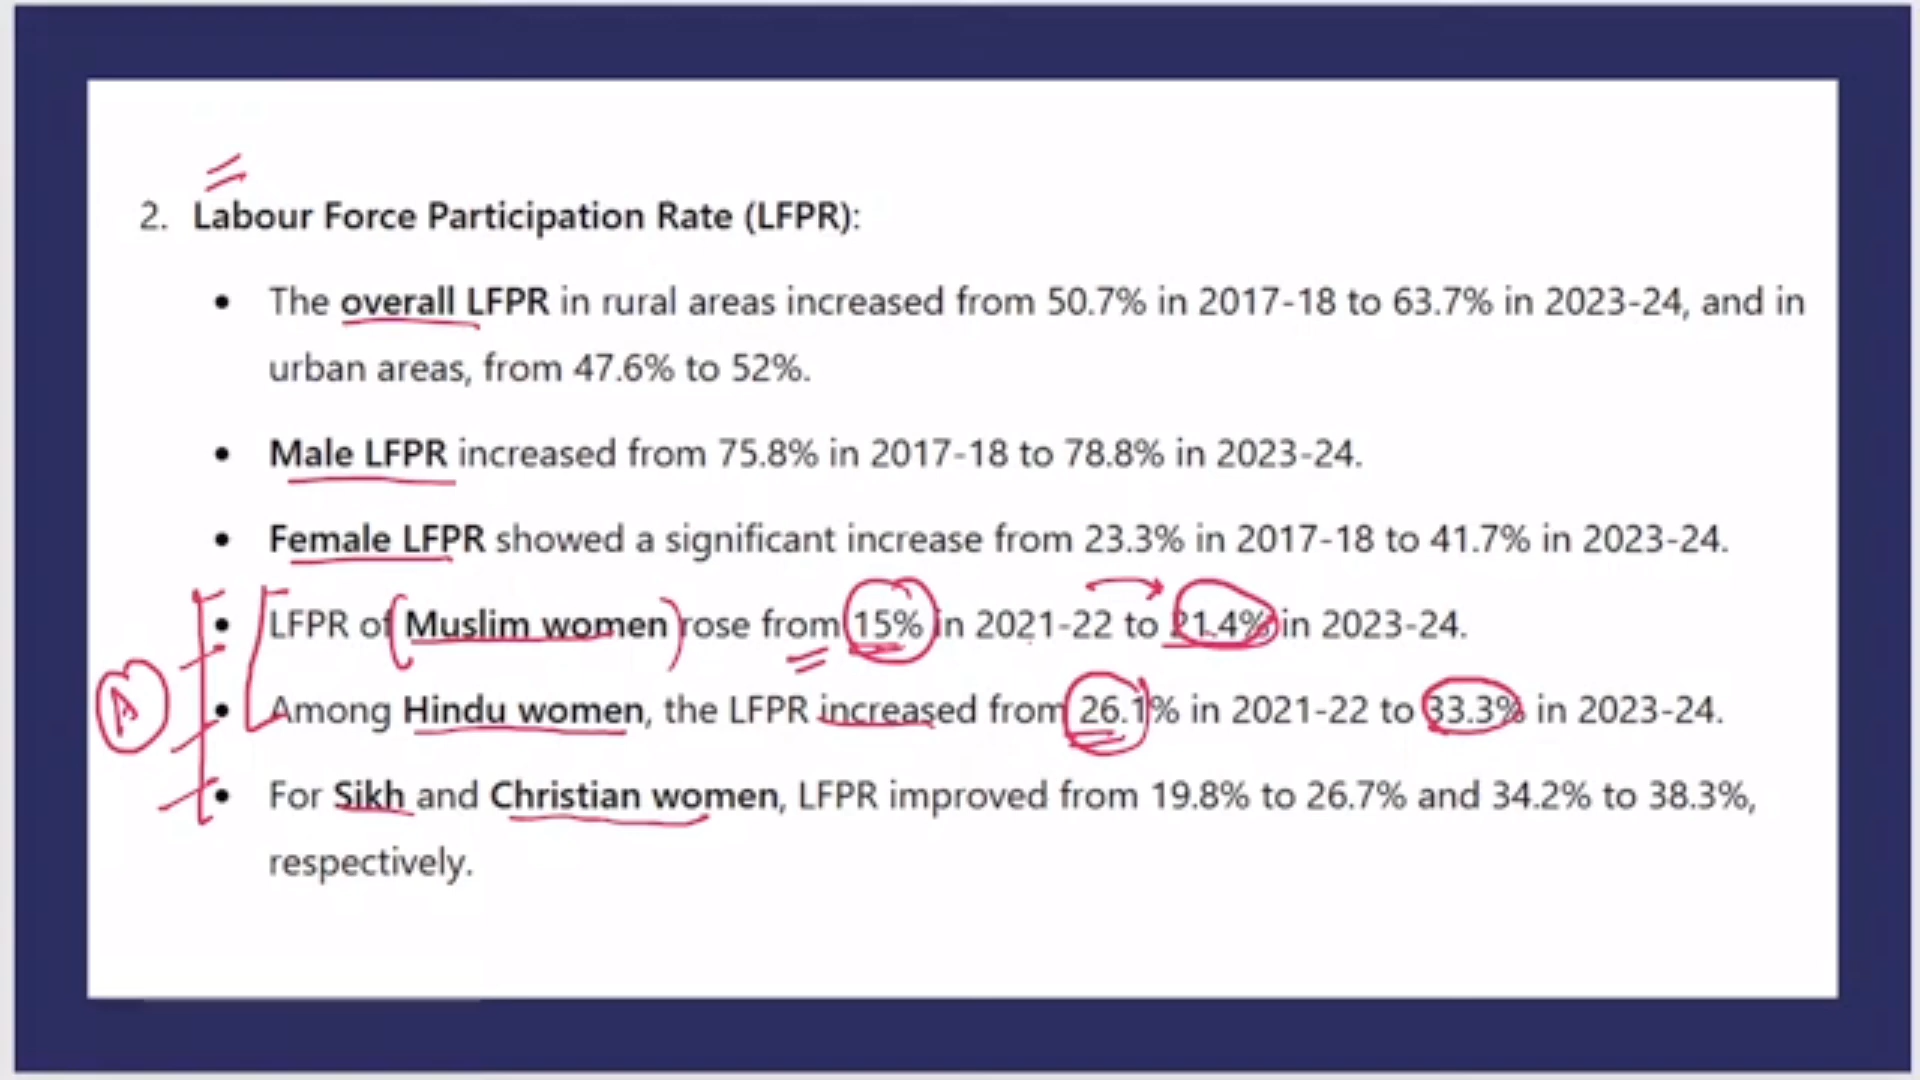 2. Labour Force Participation Rate (LFPR):
• The overall LFPR in rural areas increased from 50.7% in 2017-18 to 63.7% in 2023-24, and in
urban areas, from 47.6% to 52%.
• Male LFPR increased from 75.8% in 2017-18 to 78.8% in 2023-24.
• Female LFPR showed a significant increase from 23.3% in 2017-18 to 41.7% in 2023-24.
• LFPR of Muslim women rose from 15% in 2021-22 to 21.4% in 2023-24.
A
• Among Hindu women, the LFPR increased from 26.1% in 2021-22 to 33.3% in 2023-24.
• For Sikh and Christian women, LFPR improved from 19.8% to 26.7% and 34.2% to 38.3%,
respectively.